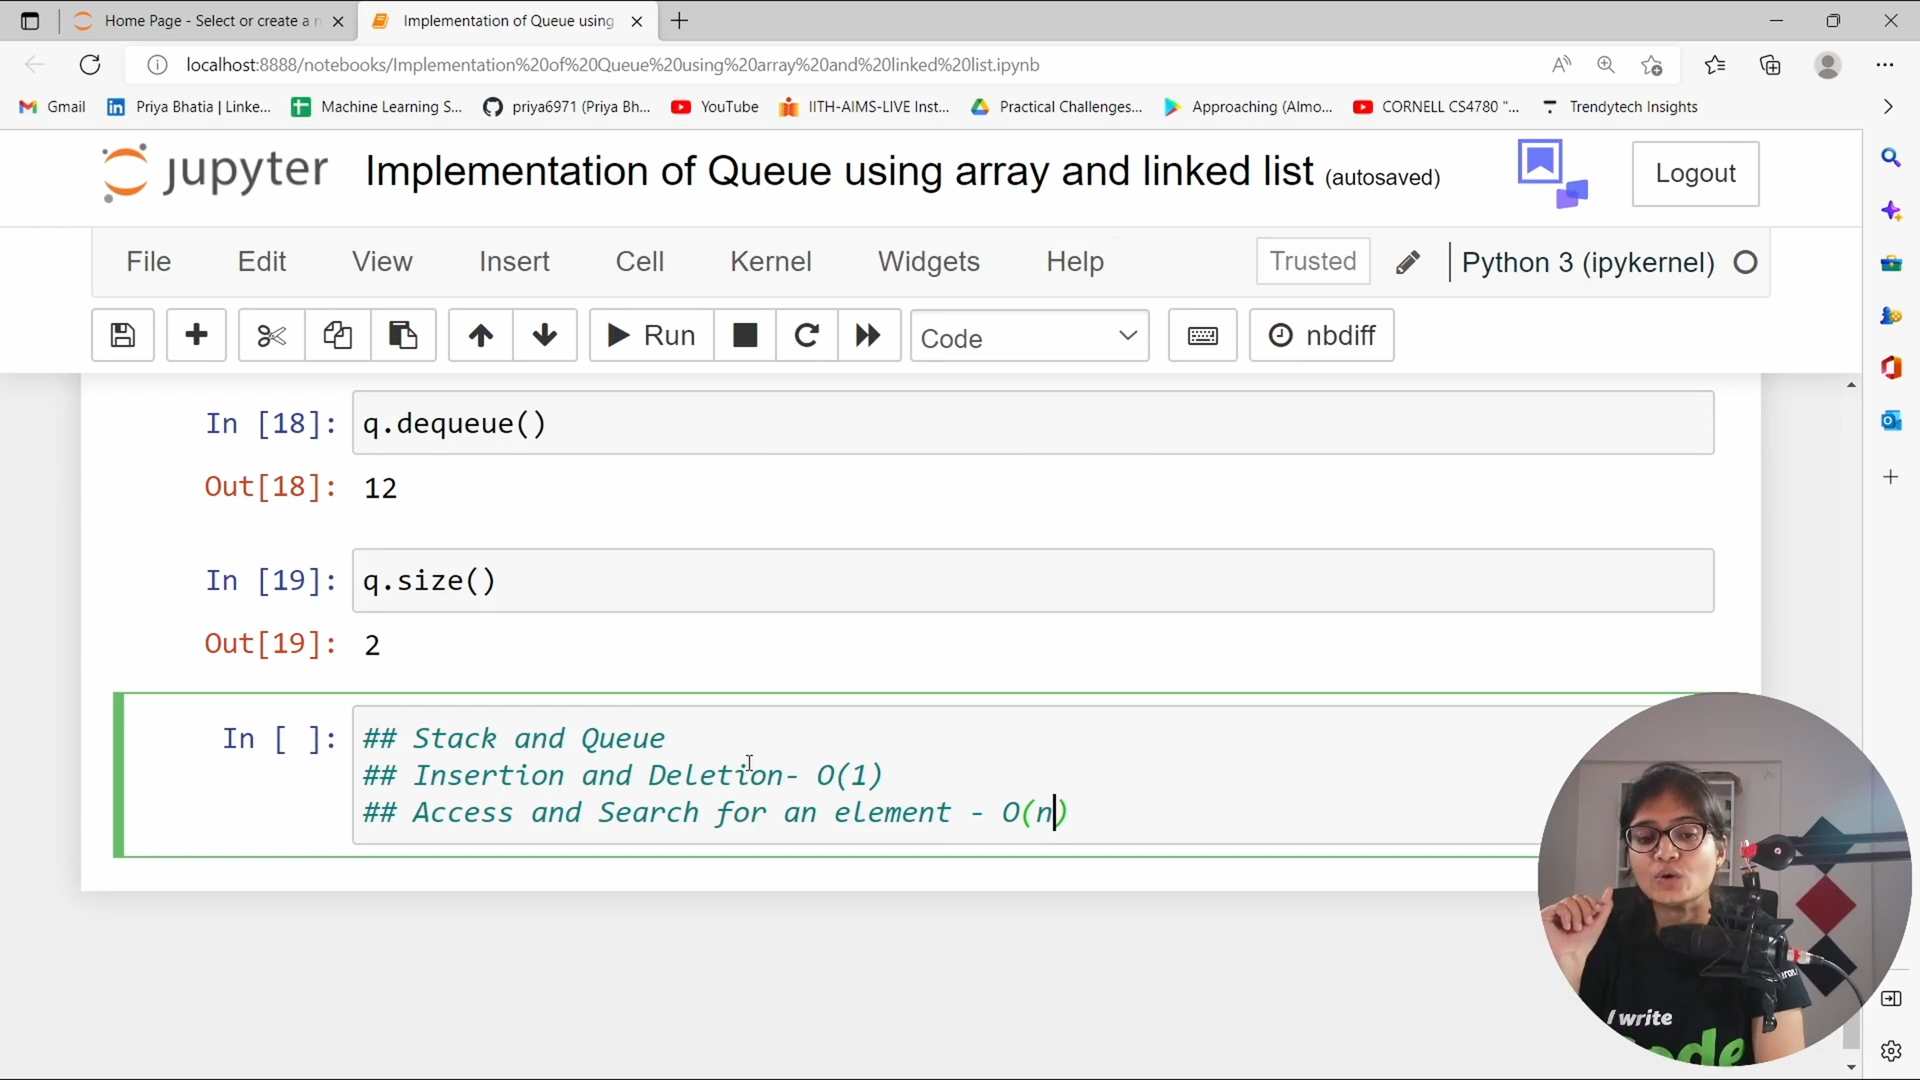 Home Page - Select or create a n
Implementation of Queue using
localhost:8888/notebooks/Implementation%20of%20Queue%20using%20array%20and%20linked%20list.ipynb
Gmail
Priya Bhatia | Linke...
Machine Learning S...
priya6971 (Priya Bh...
YouTube
IITH-AIMS-LIVE Inst...
Practical Challenges...
Approaching (Almo...
CORNELL CS4780 "...
Trendytech Insights
jupyter Implementation of Queue using array and linked list (autosaved)
Logout
File Edit View Insert Cell Kernel Widgets Help
Trusted
Python 3 (ipykernel)
Run
Code
nbdiff
In [18]: q.dequeue()
Out[18]: 12
In [19]: q.size()
Out[19]: 2
In [ ]: ## Stack and Queue
## Insertion and Deletion- O(1)
## Access and Search for an element - O(n)
I write